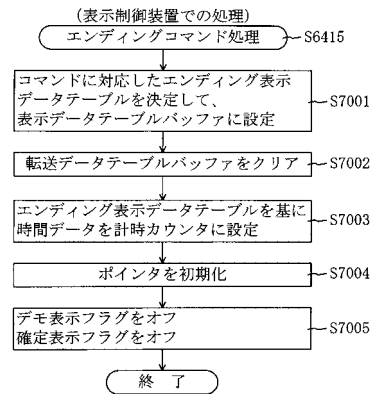 (表示制御装置での処理)
エンディングコマンド処理
S6415
コマンドに対応したエンディング表示
データテーブルを決定して、
表示データテーブルバッファに設定
S7001
転送データテーブルバッファをクリア
S7002
エンディング表示データテーブルを基に
時間データを計時カウンタに設定
S7003
ポインタを初期化
S7004
デモ表示フラグをオフ
確定表示フラグをオフ
S7005
終 了